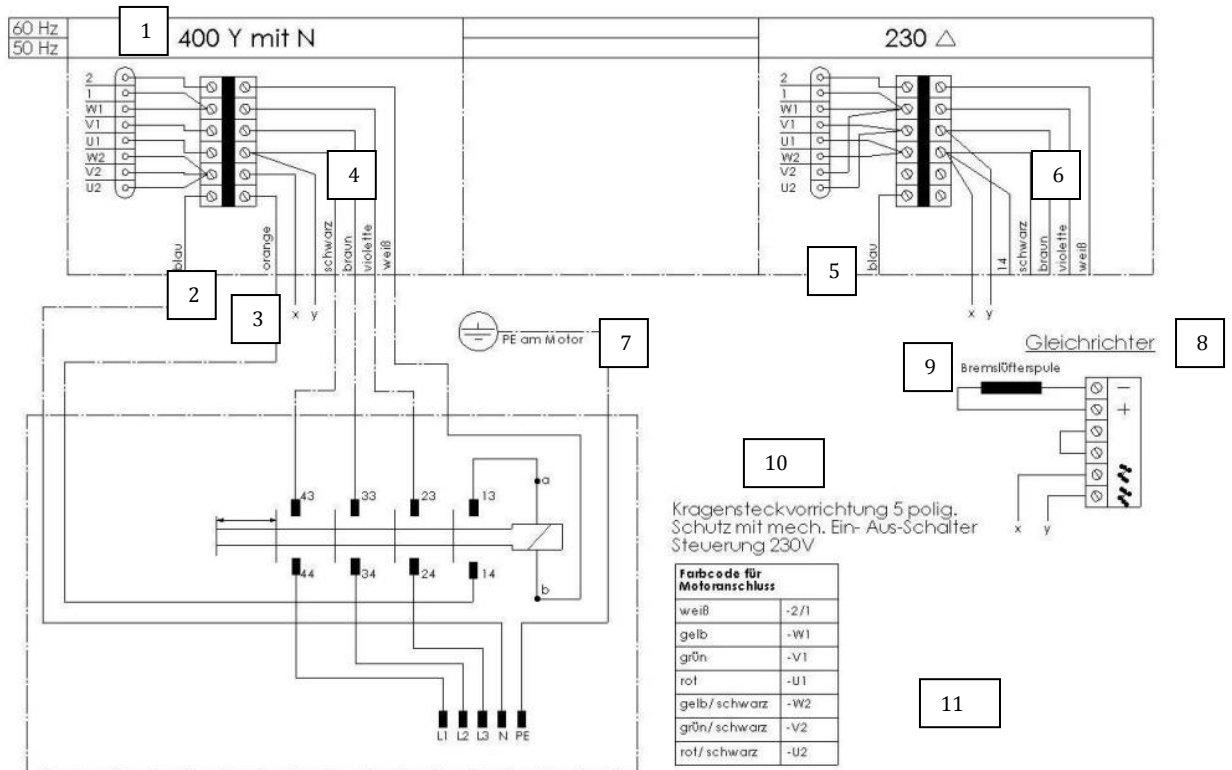 60 Hz
50 Hz
1
400 Y mit N
230 △
2
1
W1
V1
U1
W2
V2
U2
4
blau
orange
schwarz
braun
violette
weiß
2
3
x y
2
1
W1
V1
U1
W2
V2
U2
6
5
blau
14
schwarz
braun
violette
weiß
x y
PE am Motor
7
Gleichrichter
8
9
Bremslüfterspule
−
+
x y
43
33
23
13
a
44
34
24
14
b
L1 L2 L3 N PE
10
Kragensteckvorrichtung 5 polig.
Schutz mit mech. Ein- Aus-Schalter
Steuerung 230V
Farbcode für
Motoranschluss
weiß -2/1
gelb -W1
grün -V1
rot -U1
gelb/schwarz -W2
grün/schwarz -V2
rot/schwarz -U2
11